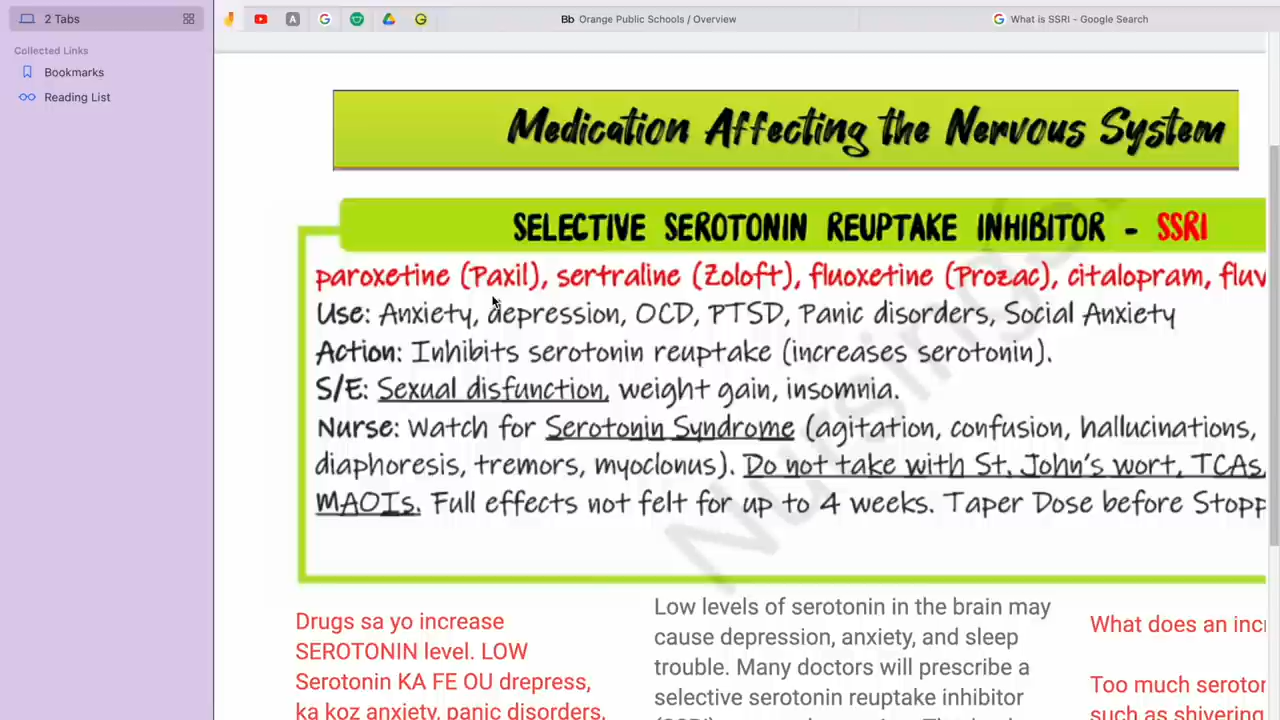 2 Tabs
Collected Links
Bookmarks
Reading List
A
Bb Orange Public Schools / Overview
What is SSRI - Google Search
Medication Affecting the Nervous System
SELECTIVE SEROTONIN REUPTAKE INHIBITOR - SSRI
paroxetine (Paxil), sertraline (Zoloft), fluoxetine (Prozac), citalopram, fluv
Use: Anxiety, depression, OCD, PTSD, Panic disorders, Social Anxiety
Action: Inhibits serotonin reuptake (increases serotonin).
S/E: Sexual disfunction, weight gain, insomnia.
Nurse: Watch for Serotonin Syndrome (agitation, confusion, hallucinations,
diaphoresis, tremors, myoclonus). Do not take with St. John's wort, TCAs,
MAOIs. Full effects not felt for up to 4 weeks. Taper Dose before Stopp
Drugs sa yo increase
SEROTONIN level. LOW
Serotonin KA FE OU drepress,
ka koz anxiety, panic disorders,
Low levels of serotonin in the brain may
cause depression, anxiety, and sleep
trouble. Many doctors will prescribe a
selective serotonin reuptake inhibitor
What does an incr
Too much seroton
such as shivering